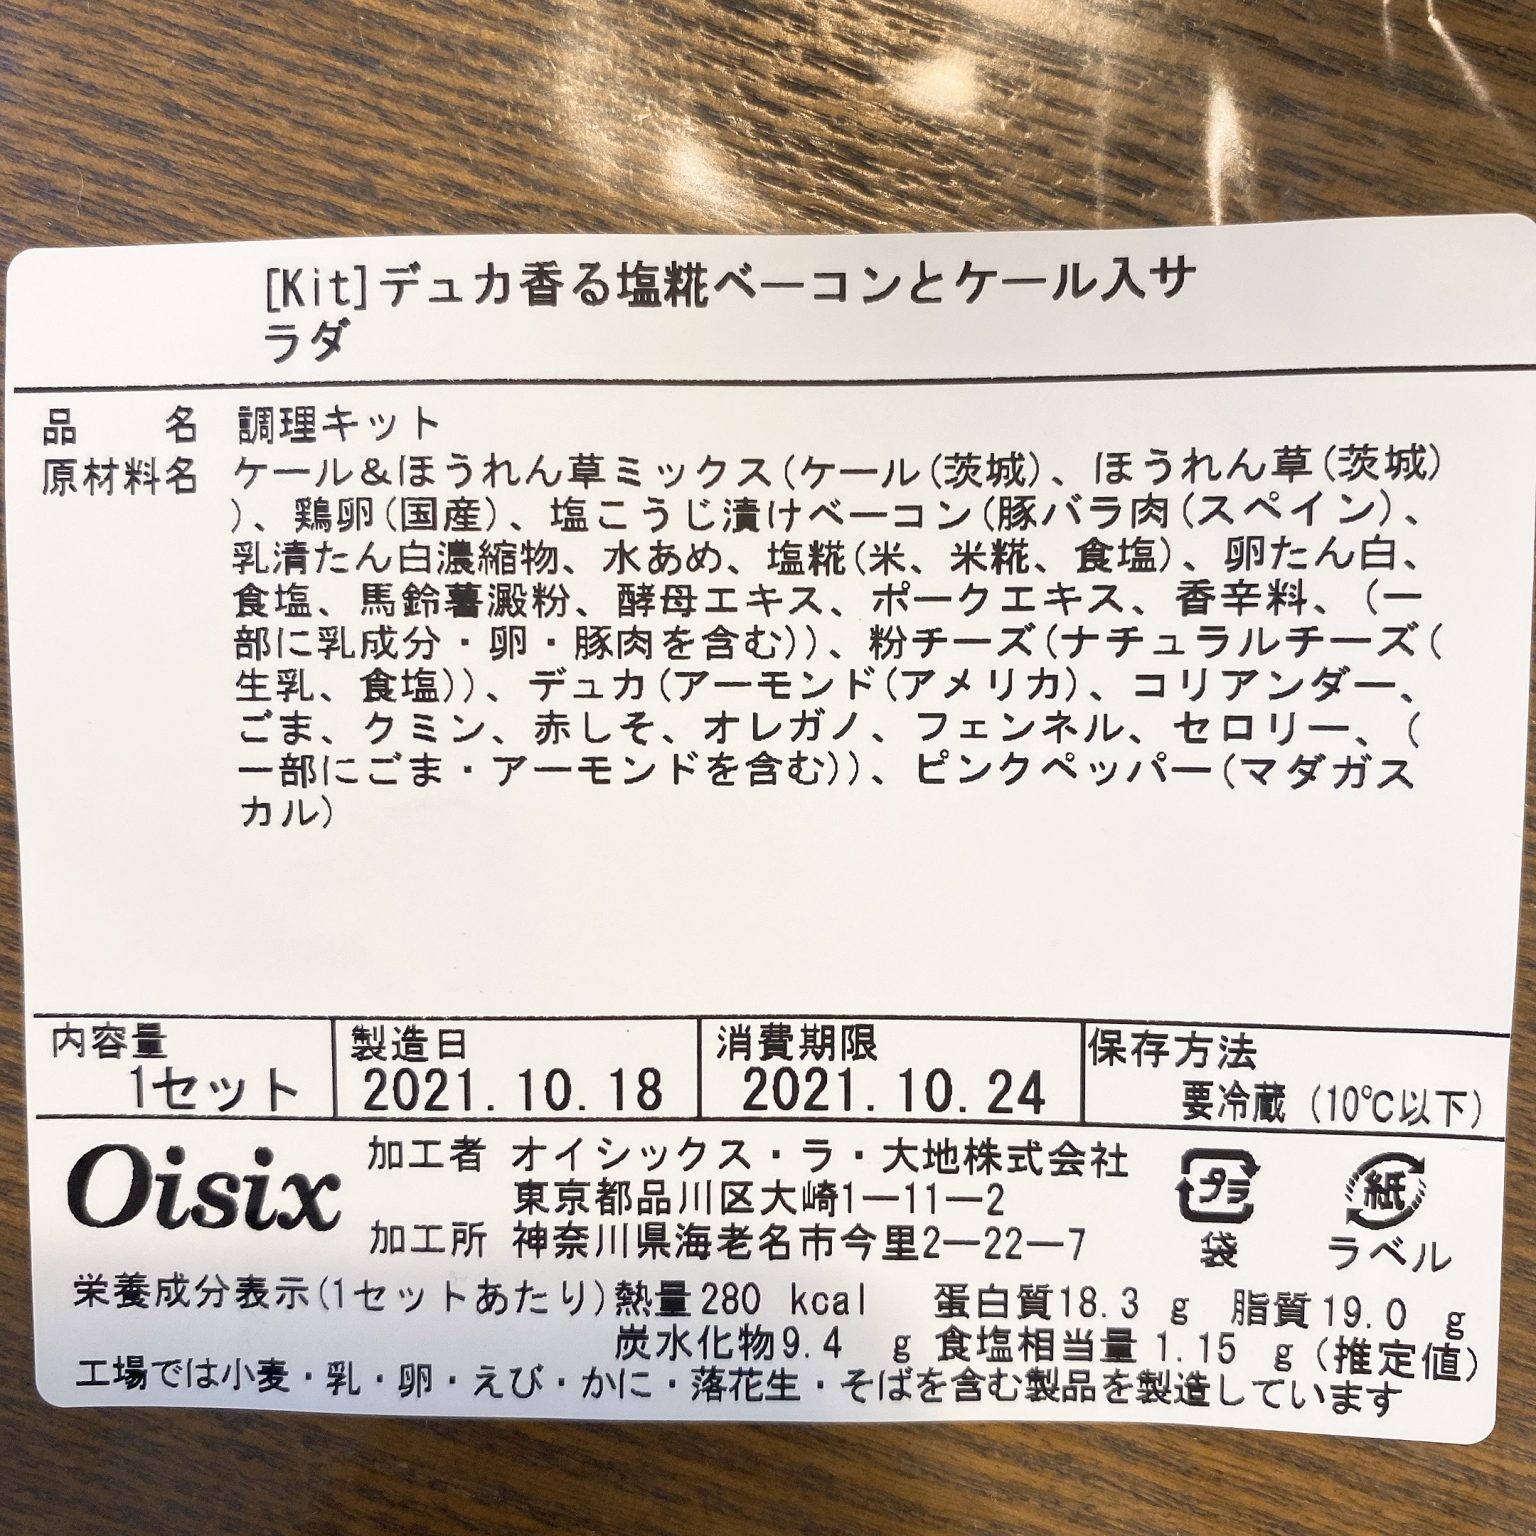 [Kit]デュカ香る塩糀ベーコンとケール入サ
ラダ
品　　名 調理キット
原材料名 ケール&ほうれん草ミックス(ケール(茨城)、ほうれん草(茨城)
)、鶏卵(国産)、塩こうじ漬けベーコン(豚バラ肉(スペイン)、
乳清たん白濃縮物、水あめ、塩糀(米、米糀、食塩)、卵たん白、
食塩、馬鈴薯澱粉、酵母エキス、ポークエキス、香辛料、(一
部に乳成分・卵・豚肉を含む))、粉チーズ(ナチュラルチーズ(
生乳、食塩))、デュカ(アーモンド(アメリカ)、コリアンダー、
ごま、クミン、赤しそ、オレガノ、フェンネル、セロリー、(
一部にごま・アーモンドを含む))、ピンクペッパー(マダガス
カル)
内容量 製造日 消費期限 保存方法
1セット 2021.10.18 2021.10.24 要冷蔵 (10℃以下)
Oisix
加工者 オイシックス・ラ・大地株式会社
東京都品川区大崎1―11―2
加工所 神奈川県海老名市今里2―22―7
プラ
袋
紙
ラベル
栄養成分表示(1セットあたり)熱量280 kcal 蛋白質18.3 g 脂質19.0 g
炭水化物9.4 g 食塩相当量 1.15 g (推定値)
工場では小麦・乳・卵・えび・かに・落花生・そばを含む製品を製造しています